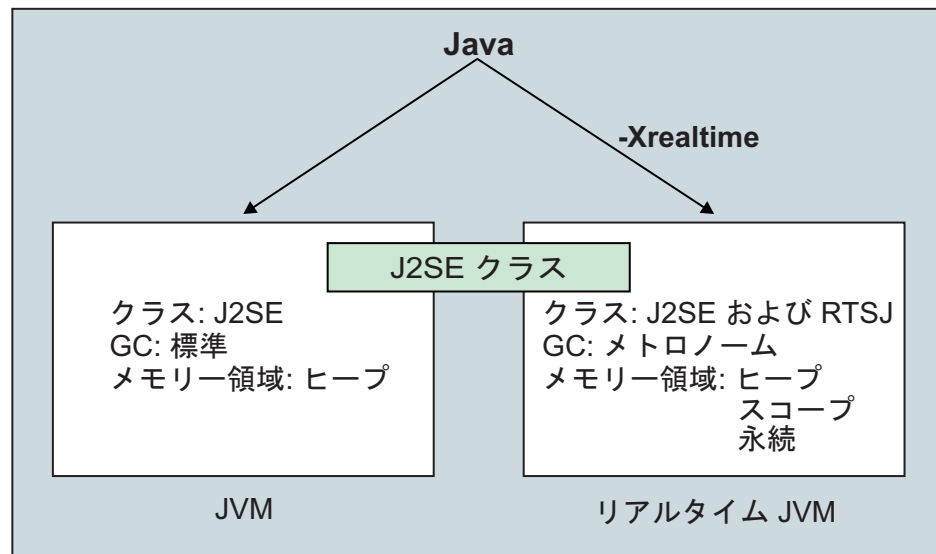 Java
-Xrealtime
J2SE クラス
クラス: J2SE
GC: 標準
メモリー領域: ヒープ
JVM
クラス: J2SE および RTSJ
GC: メトロノーム
メモリー領域: ヒープ
スコープ
永続
リアルタイム JVM